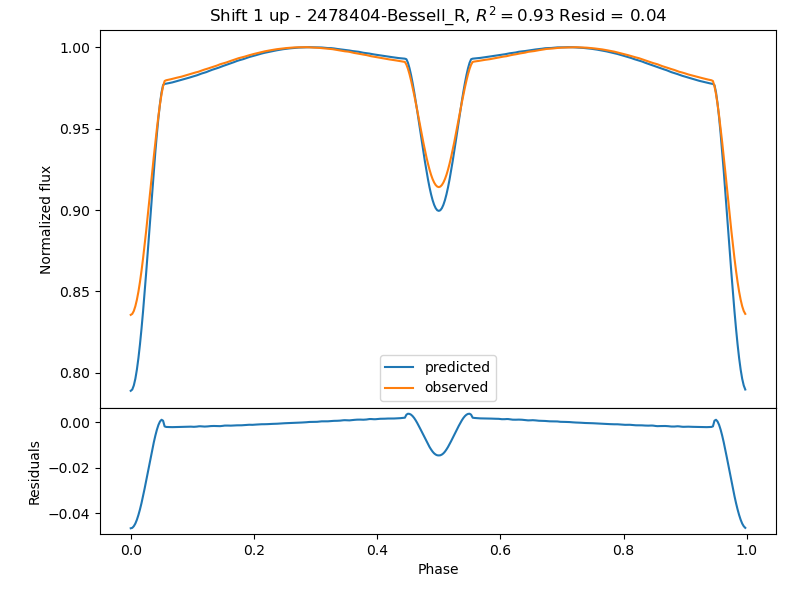 Shift 1 up - 2478404-Bessell_R, R² = 0.93 Resid = 0.04
1.00
0.95
0.90
0.85
0.80
Normalized flux
predicted
observed
0.00
−0.02
−0.04
Residuals
0.0 0.2 0.4 0.6 0.8 1.0
Phase